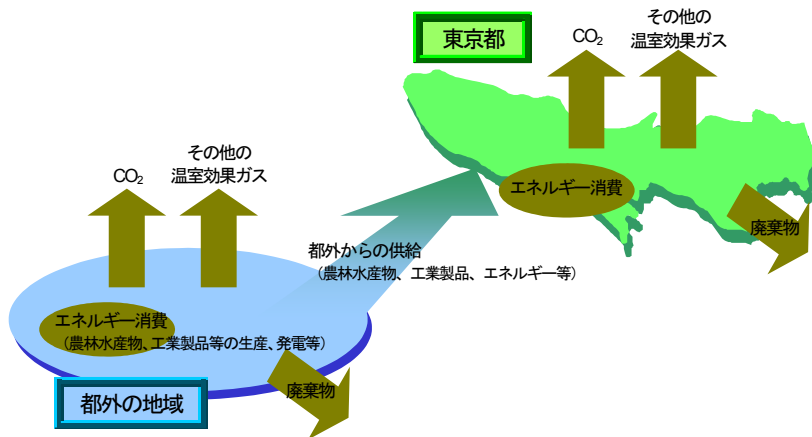 東京都
CO₂
その他の
温室効果ガス
エネルギー消費
廃棄物
CO₂
その他の
温室効果ガス
都外からの供給
（農林水産物、工業製品、エネルギー等）
エネルギー消費
（農林水産物、工業製品等の生産、発電等）
廃棄物
都外の地域